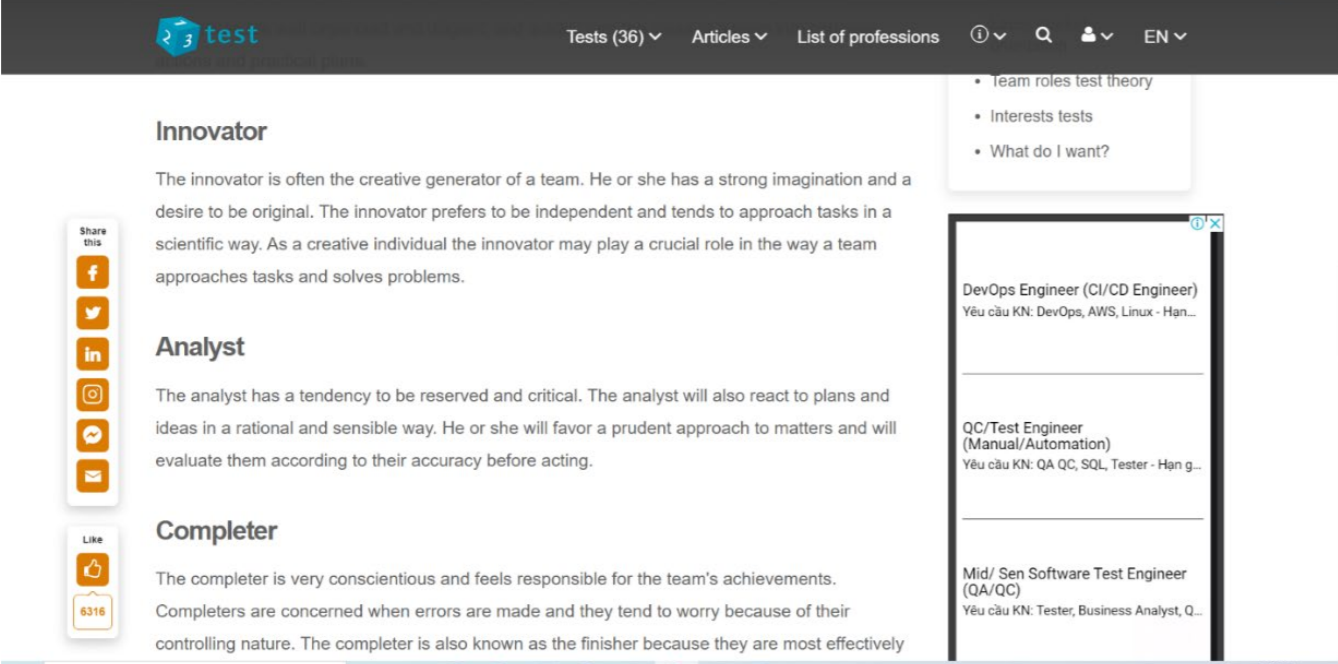 123 test
Tests (36)
Articles
List of professions
EN
actions and practical plans.
Team roles test theory
Interests tests
What do I want?
Innovator
The innovator is often the creative generator of a team. He or she has a strong imagination and a
desire to be original. The innovator prefers to be independent and tends to approach tasks in a
scientific way. As a creative individual the innovator may play a crucial role in the way a team
approaches tasks and solves problems.
Analyst
The analyst has a tendency to be reserved and critical. The analyst will also react to plans and
ideas in a rational and sensible way. He or she will favor a prudent approach to matters and will
evaluate them according to their accuracy before acting.
Completer
The completer is very conscientious and feels responsible for the team's achievements.
Completers are concerned when errors are made and they tend to worry because of their
controlling nature. The completer is also known as the finisher because they are most effectively
Share
this
Like
6316
DevOps Engineer (CI/CD Engineer)
Yêu cầu KN: DevOps, AWS, Linux - Hạn...
QC/Test Engineer
(Manual/Automation)
Yêu cầu KN: QA QC, SQL, Tester - Hạn g...
Mid/ Sen Software Test Engineer
(QA/QC)
Yêu cầu KN: Tester, Business Analyst, Q...